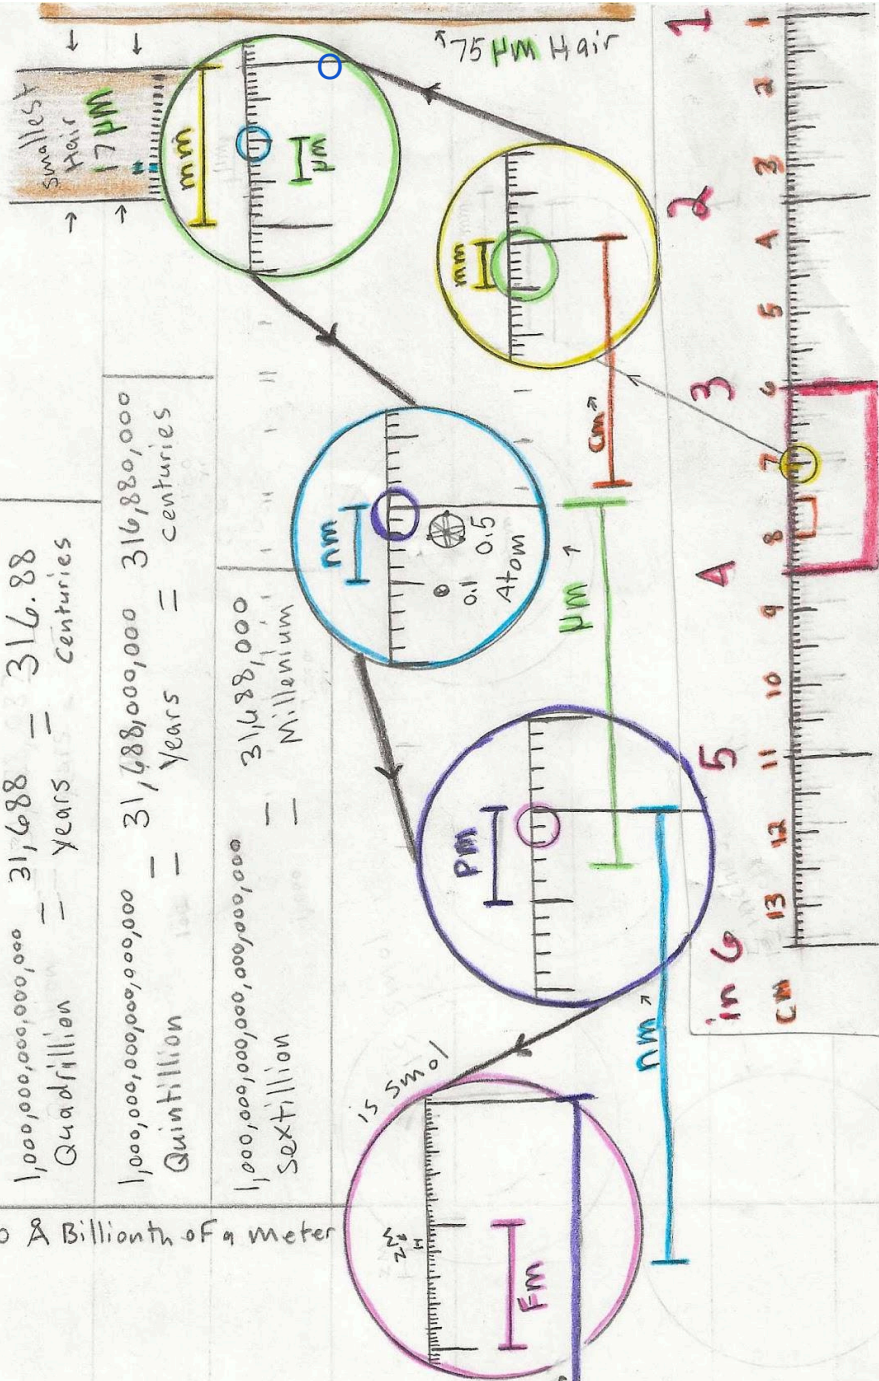 75 µm Hair
smallest
Hair
17 µm
mm
µm
mm
cm
µm
nm
0.5
0.1
Atom
pm
nm
is smol
Fm
1 2 3 4 5 6 in
1 2 3 4 5 6 7 8 9 10 11 12 13 cm
1,000,000,000,000,000 = 31,688 = 316.88
Quadrillion years centuries
1,000,000,000,000,000,000 = 31,688,000,000 = 316,880,000
Quintillion years centuries
1,000,000,000,000,000,000,000 = 31,688,000
Sextillion Millenium
Å Billionth of a meter